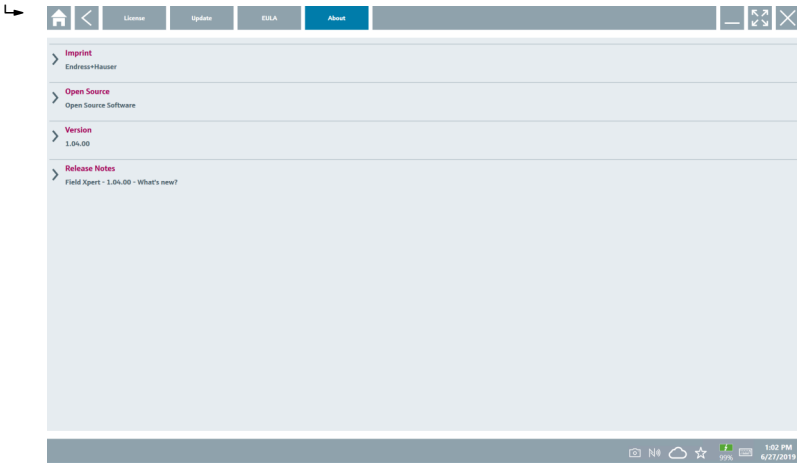 License
Update
EULA
About
Imprint
Endress+Hauser
Open Source
Open Source Software
Version
1.04.00
Release Notes
Field Xpert - 1.04.00 - What's new?
99%
1:02 PM
6/27/2019